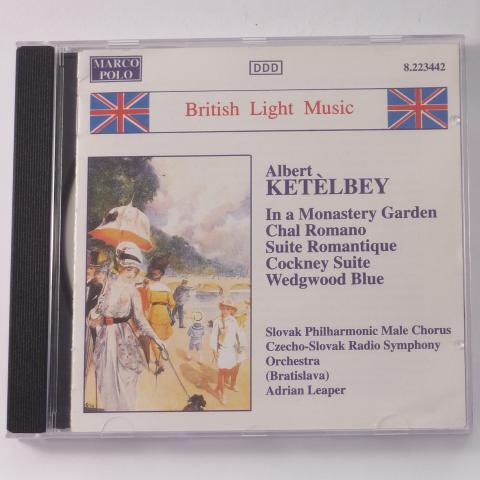 MARCO
POLO
DDD
8.223442
British Light Music
Albert
KETÈLBEY
In a Monastery Garden
Chal Romano
Suite Romantique
Cockney Suite
Wedgwood Blue
Slovak Philharmonic Male Chorus
Czecho-Slovak Radio Symphony
Orchestra
(Bratislava)
Adrian Leaper